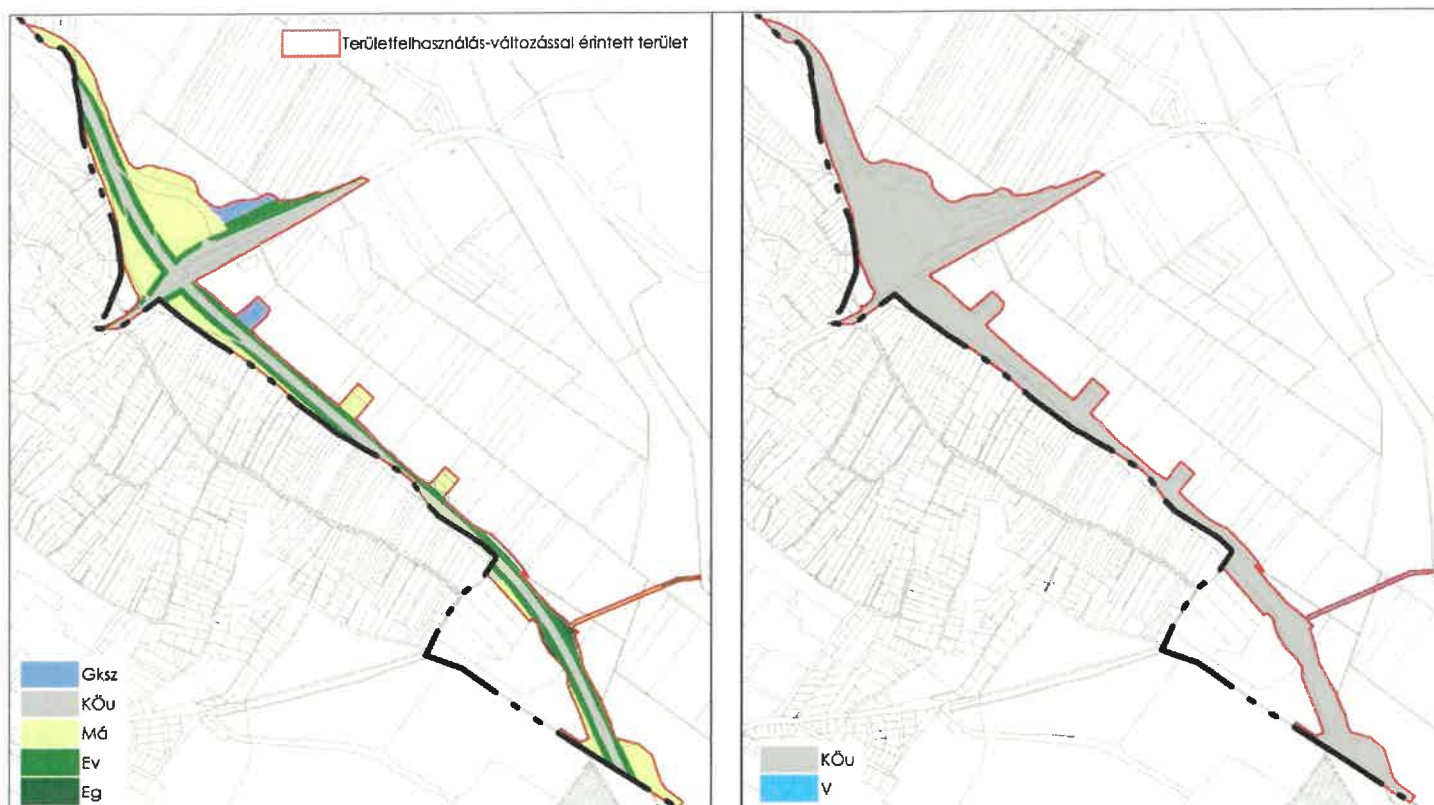 Területfelhasználás-változással érintett terület
Gksz
KÖu
Má
Ev
Eg
KÖu
V